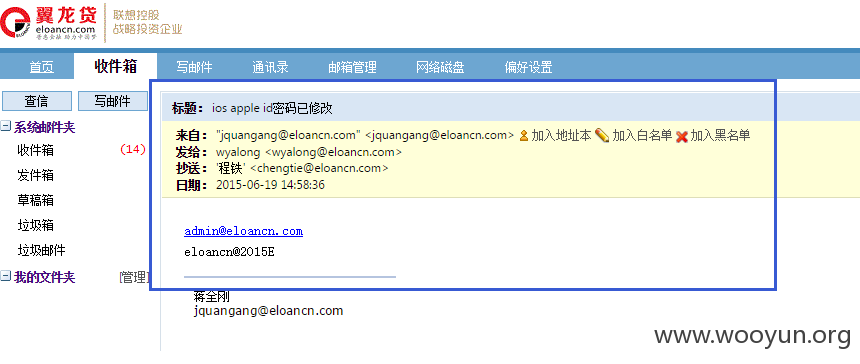 翼龙贷
eloancn.com
普惠金融 助力中国梦
联想控股
战略投资企业
首页 收件箱 写邮件 通讯录 邮箱管理 网络磁盘 偏好设置
查信 写邮件
系统邮件夹
收件箱 (14)
发件箱
草稿箱
垃圾箱
垃圾邮件
我的文件夹 [管理]
标题: ios apple id密码已修改
来自: "jquangang@eloancn.com" <jquangang@eloancn.com> 加入地址本 加入白名单 加入黑名单
发给: wyalong <wyalong@eloancn.com>
抄送: '程铁' <chengtie@eloancn.com>
日期: 2015-06-19 14:58:36
admin@eloancn.com
eloancn@2015E
蒋全刚
jquangang@eloancn.com
www.wooyun.org